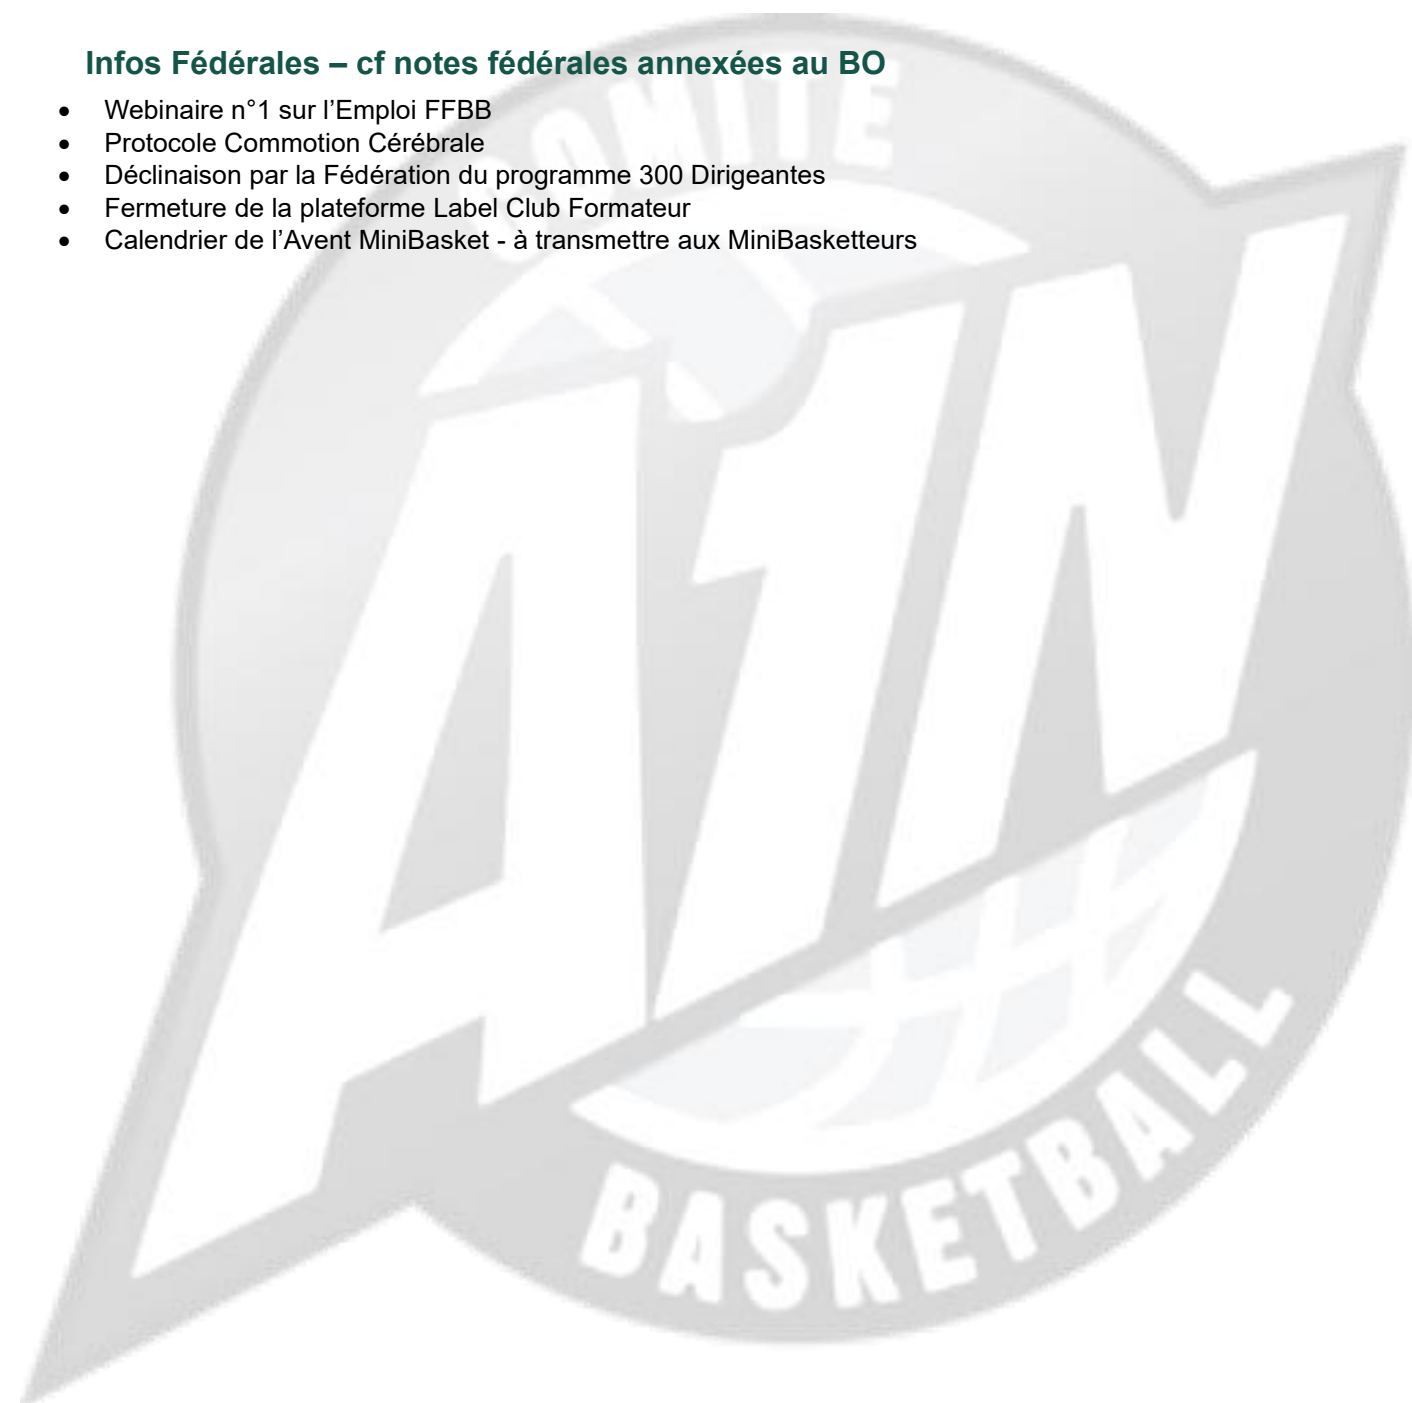 Infos Fédérales – cf notes fédérales annexées au BO
• Webinaire n°1 sur l’Emploi FFBB
• Protocole Commotion Cérébrale
• Déclinaison par la Fédération du programme 300 Dirigeantes
• Fermeture de la plateforme Label Club Formateur
• Calendrier de l’Avent MiniBasket - à transmettre aux MiniBasketteurs
COMITE
A1N
BASKETBALL